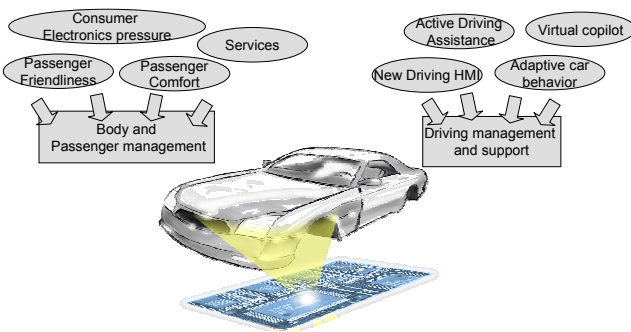 Consumer
Electronics pressure
Services
Passenger
Friendliness
Passenger
Comfort
Body and
Passenger management
Active Driving
Assistance
Virtual copilot
New Driving HMI
Adaptive car
behavior
Driving management
and support